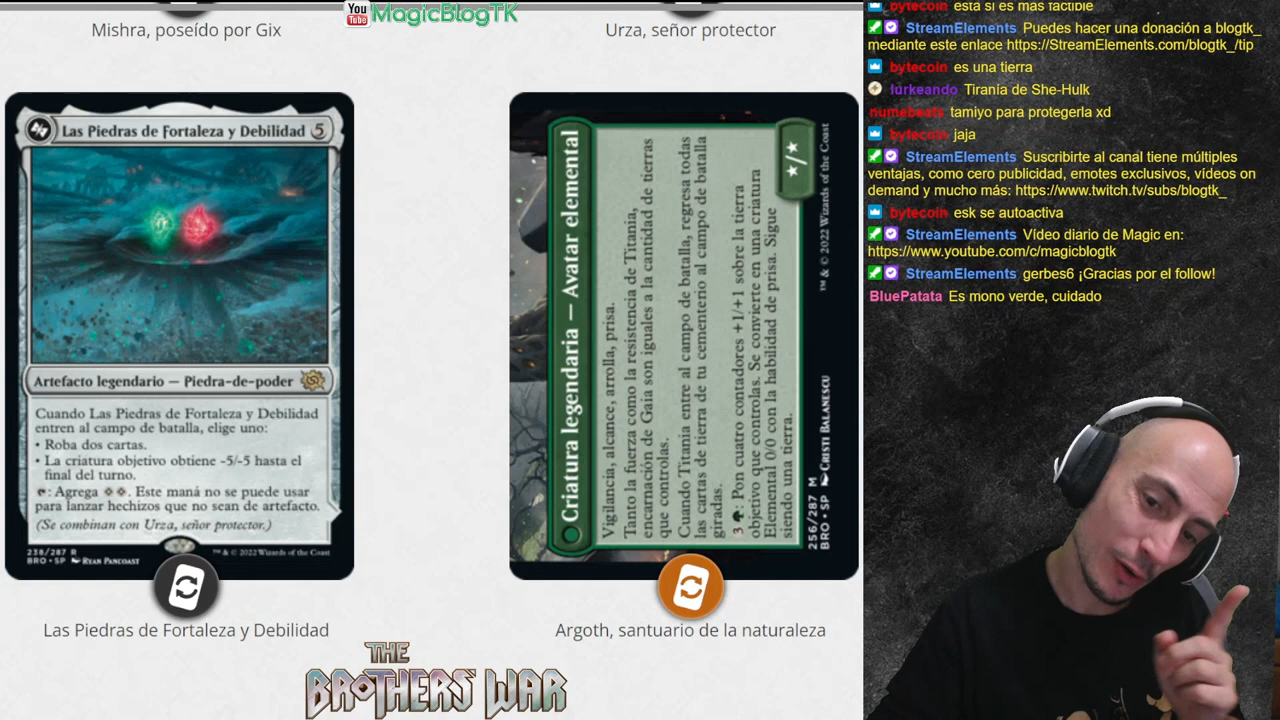 Mishra, poseído por Gix
You Tube MagicBlogTK
Urza, señor protector
Las Piedras de Fortaleza y Debilidad 5
Artefacto legendario — Piedra-de-poder
Cuando Las Piedras de Fortaleza y Debilidad
entren al campo de batalla, elige uno:
• Roba dos cartas.
• La criatura objetivo obtiene -5/-5 hasta el
final del turno.
: Agrega . Este maná no se puede usar
para lanzar hechizos que no sean de artefacto.
(Se combinan con Urza, señor protector.)
238/287 R
BRO • SP RYAN PANCOAST
™ & © 2022 Wizards of the Coast
Las Piedras de Fortaleza y Debilidad
Criatura legendaria — Avatar elemental
Vigilancia, alcance, arrolla, prisa.
Tanto la fuerza como la resistencia de Titania,
encarnación de Gaia son iguales a la cantidad de tierras
que controlas.
Cuando Titania entre al campo de batalla, regresa todas
las cartas de tierra de tu cementerio al campo de batalla
giradas.
3 : Pon cuatro contadores +1/+1 sobre la tierra
objetivo que controlas. Se convierte en una criatura
Elemental 0/0 con la habilidad de prisa. Sigue
siendo una tierra.
★/★
256/287 M
BRO • SP CRISTI BALANESCU
™ & © 2022 Wizards of the Coast
Argoth, santuario de la naturaleza
THE
BROTHERS' WAR
bytecoin esta si es mas factible
StreamElements Puedes hacer una donación a blogtk_
mediante este enlace https://StreamElements.com/blogtk_/tip
bytecoin es una tierra
lurkeando Tiranía de She-Hulk
numebeats tamiyo para protegerla xd
bytecoin jaja
StreamElements Suscribirte al canal tiene múltiples
ventajas, como cero publicidad, emotes exclusivos, vídeos on
demand y mucho más: https://www.twitch.tv/subs/blogtk_
bytecoin esk se autoactiva
StreamElements Vídeo diario de Magic en:
https://www.youtube.com/c/magicblogtk
StreamElements gerbes6 ¡Gracias por el follow!
BluePatata Es mono verde, cuidado